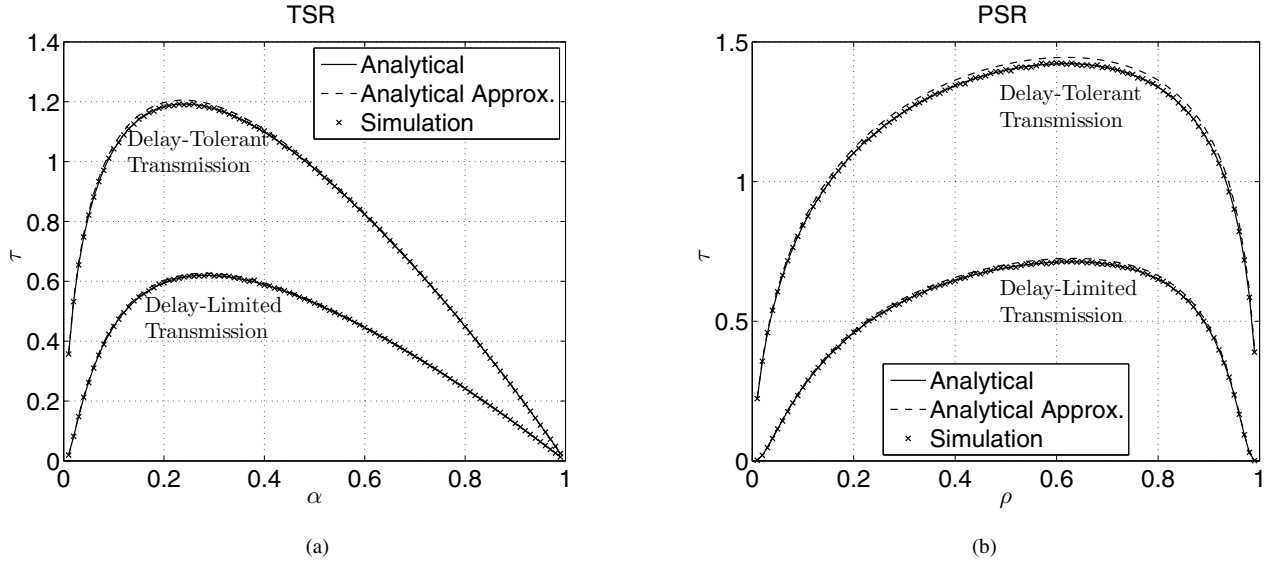 TSR
1.4
1.2
1
0.8
0.6
0.4
0.2
0
τ
Analytical
Analytical Approx.
Simulation
Delay-Tolerant
Transmission
Delay-Limited
Transmission
0 0.2 0.4 0.6 0.8 1
α
(a)
PSR
1.5
1
0.5
0
τ
Delay-Tolerant
Transmission
Delay-Limited
Transmission
Analytical
Analytical Approx.
Simulation
0 0.2 0.4 0.6 0.8 1
ρ
(b)